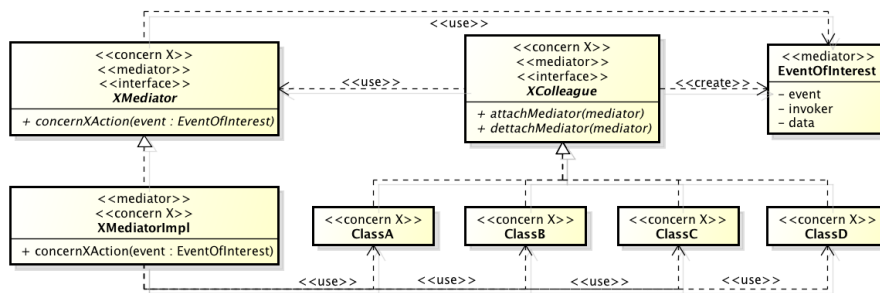 <<use>>
<<concern X>>
<<mediator>>
<<interface>>
XMediator
+ concernXAction(event : EventOfInterest)
<<use>>
<<concern X>>
<<mediator>>
<<interface>>
XColleague
+ attachMediator(mediator)
+ dettachMediator(mediator)
<<create>>
<<mediator>>
EventOfInterest
- event
- invoker
- data
<<mediator>>
<<concern X>>
XMediatorImpl
+ concernXAction(event : EventOfInterest)
<<concern X>>
ClassA
<<concern X>>
ClassB
<<concern X>>
ClassC
<<concern X>>
ClassD
<<use>>
<<use>>
<<use>>
<<use>>